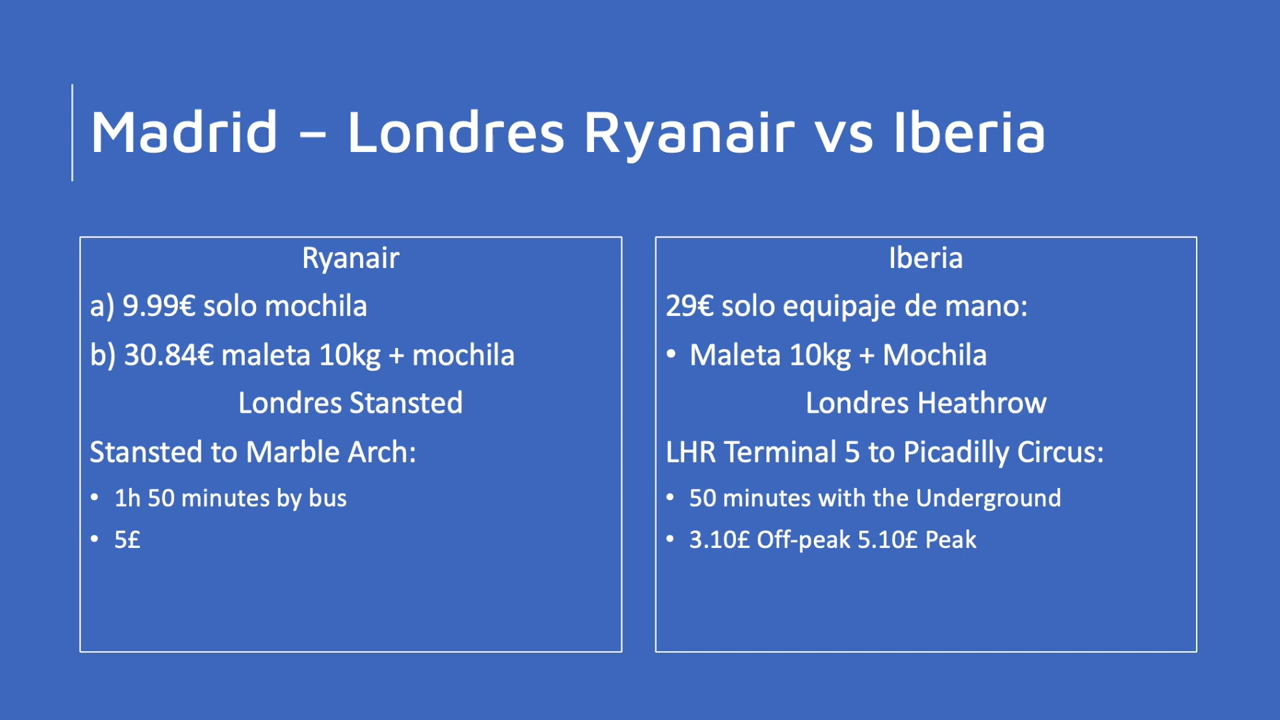 Madrid – Londres Ryanair vs Iberia
Ryanair
a) 9.99€ solo mochila
b) 30.84€ maleta 10kg + mochila
Londres Stansted
Stansted to Marble Arch:
• 1h 50 minutes by bus
• 5£
Iberia
29€ solo equipaje de mano:
• Maleta 10kg + Mochila
Londres Heathrow
LHR Terminal 5 to Picadilly Circus:
• 50 minutes with the Underground
• 3.10£ Off-peak 5.10£ Peak